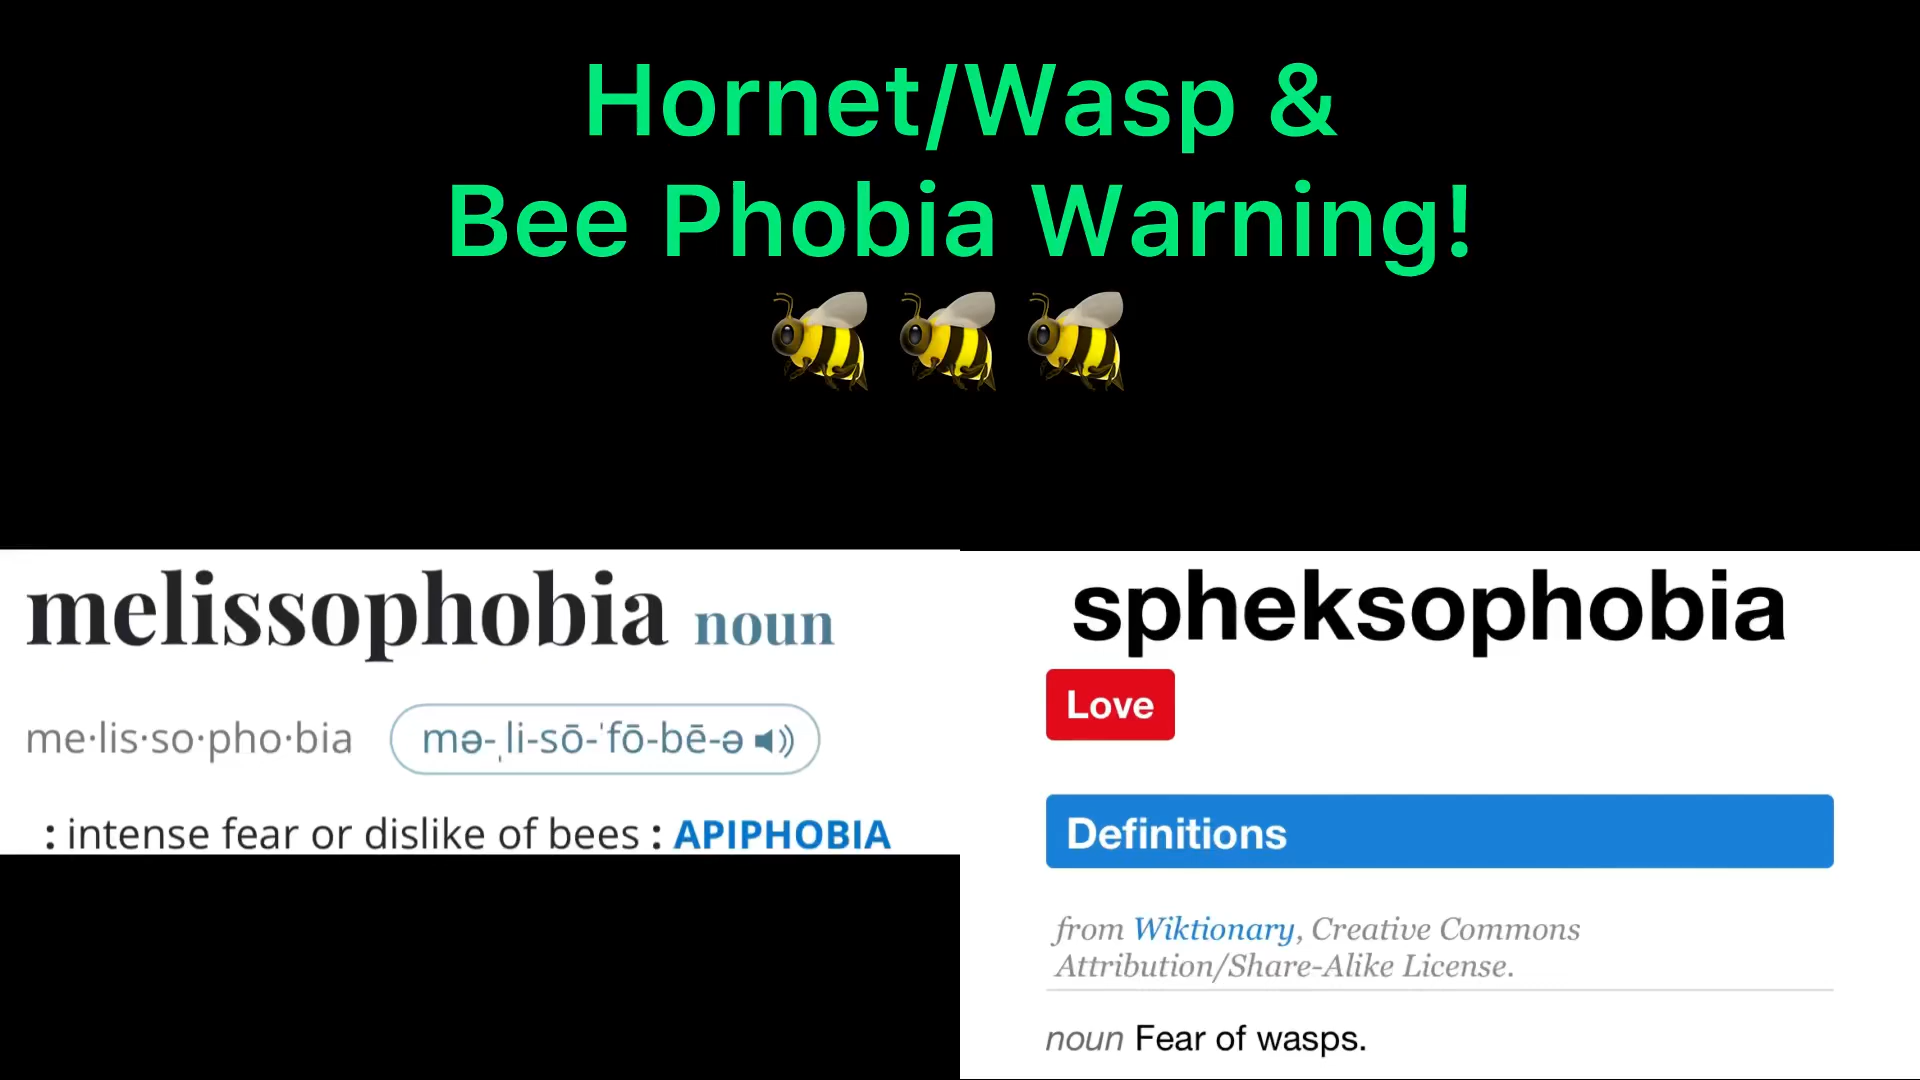 Hornet/Wasp &
Bee Phobia Warning!
melissophobia noun
me·lis·so·pho·bia mə-ˌli-sō-ˈfō-bē-ə
: intense fear or dislike of bees : APIPHOBIA
spheksophobia
Love
Definitions
from Wiktionary, Creative Commons
Attribution/Share-Alike License.
noun Fear of wasps.